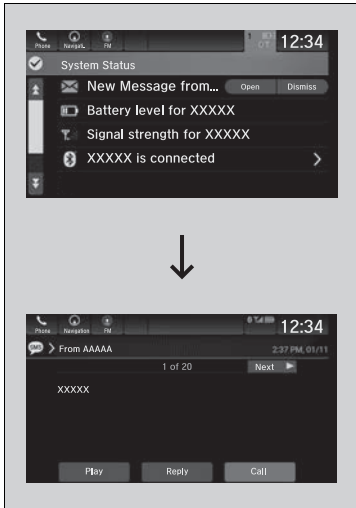 Phone Navigati.. FM 12:34
System Status
New Message from... Open Dismiss
Battery level for XXXXX
Signal strength for XXXXX
XXXXX is connected
Phone Navigation FM 12:34
SMS From AAAAA 2:37 PM, 01/11
1 of 20 Next
XXXXX
Play Reply Call